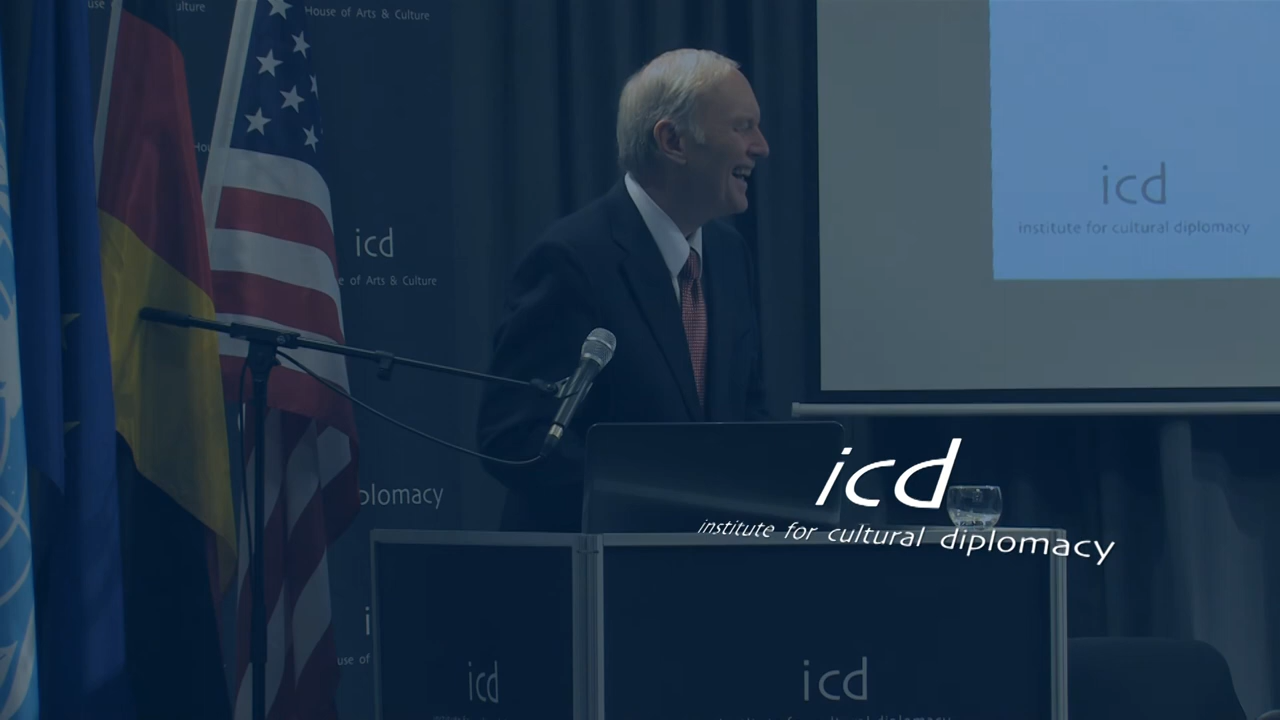 House of Arts & Culture
icd
e of Arts & Culture
icd
institute for cultural diplomacy
plomacy
icd
institute for cultural diplomacy
use of
icd
icd